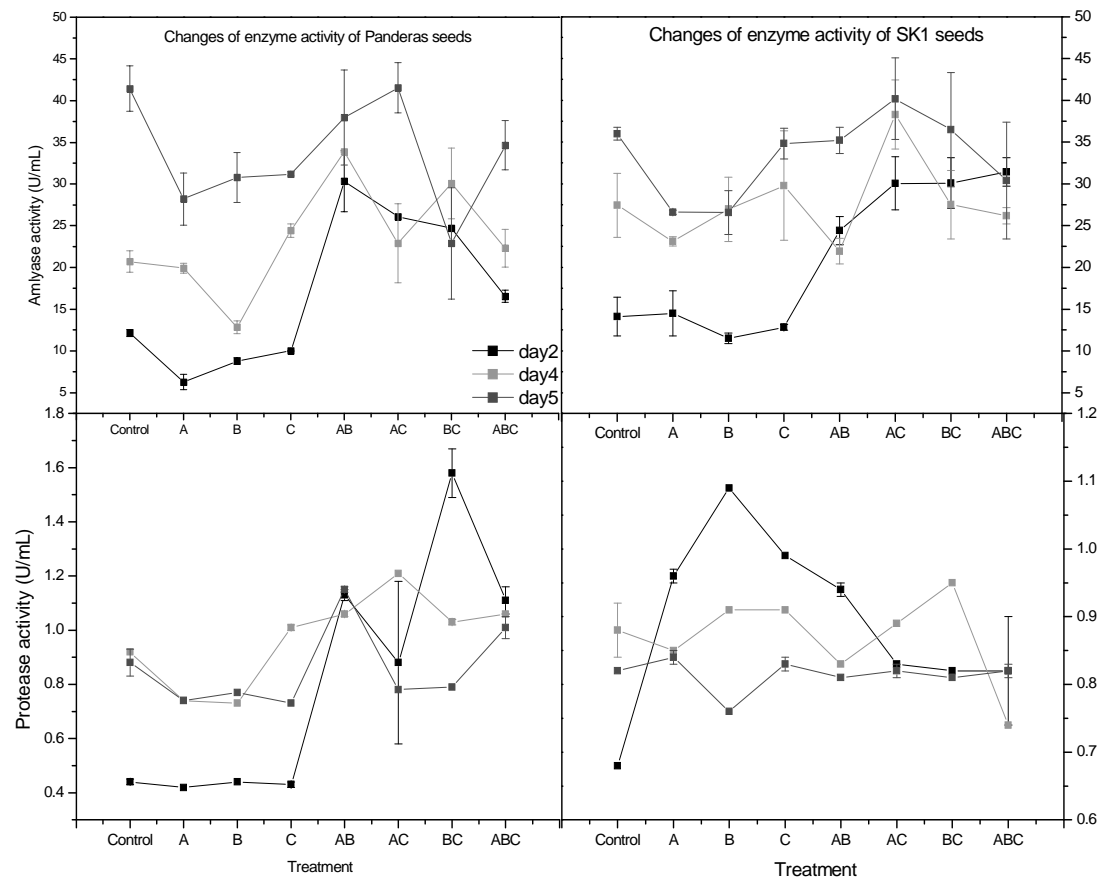 Changes of enzyme activity of Panderas seeds
Amlyase activity (U/mL)
50
45
40
35
30
25
20
15
10
5
day2
day4
day5
Control A B C AB AC BC ABC
Changes of enzyme activity of SK1 seeds
50
45
40
35
30
25
20
15
10
5
Control A B C AB AC BC ABC
Protease activity (U/mL)
1.8
1.6
1.4
1.2
1.0
0.8
0.6
0.4
Control A B C AB AC BC ABC
Treatment
1.2
1.1
1.0
0.9
0.8
0.7
0.6
Control A B C AB AC BC ABC
Treatment